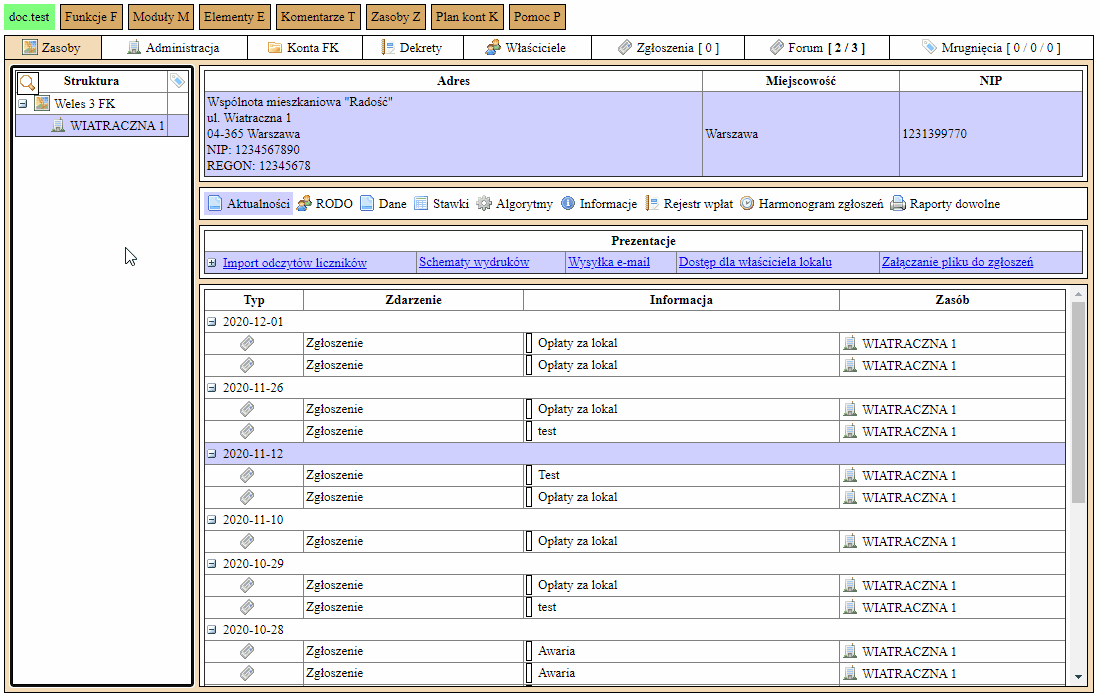 doc.test Funkcje F Moduły M Elementy E Komentarze T Zasoby Z Plan kont K Pomoc P
Zasoby Administracja Konta FK Dekrety Właściciele Zgłoszenia [ 0 ] Forum [ 2 / 3 ] Mrugnięcia [ 0 / 0 / 0 ]
Struktura
Weles 3 FK
WIATRACZNA 1
Adres Miejscowość NIP
Wspólnota mieszkaniowa "Radość"
ul. Wiatraczna 1
04-365 Warszawa
NIP: 1234567890
REGON: 12345678
Warszawa
1231399770
Aktualności RODO Dane Stawki Algorytmy Informacje Rejestr wpłat Harmonogram zgłoszeń Raporty dowolne
Prezentacje
Import odczytów liczników Schematy wydruków Wysyłka e-mail Dostęp dla właściciela lokalu Załączanie pliku do zgłoszeń
Typ Zdarzenie Informacja Zasób
2020-12-01
Zgłoszenie Opłaty za lokal WIATRACZNA 1
Zgłoszenie Opłaty za lokal WIATRACZNA 1
2020-11-26
Zgłoszenie Opłaty za lokal WIATRACZNA 1
Zgłoszenie test WIATRACZNA 1
2020-11-12
Zgłoszenie Test WIATRACZNA 1
Zgłoszenie Opłaty za lokal WIATRACZNA 1
2020-11-10
Zgłoszenie Opłaty za lokal WIATRACZNA 1
2020-10-29
Zgłoszenie Opłaty za lokal WIATRACZNA 1
Zgłoszenie test WIATRACZNA 1
2020-10-28
Zgłoszenie Awaria WIATRACZNA 1
Zgłoszenie Awaria WIATRACZNA 1